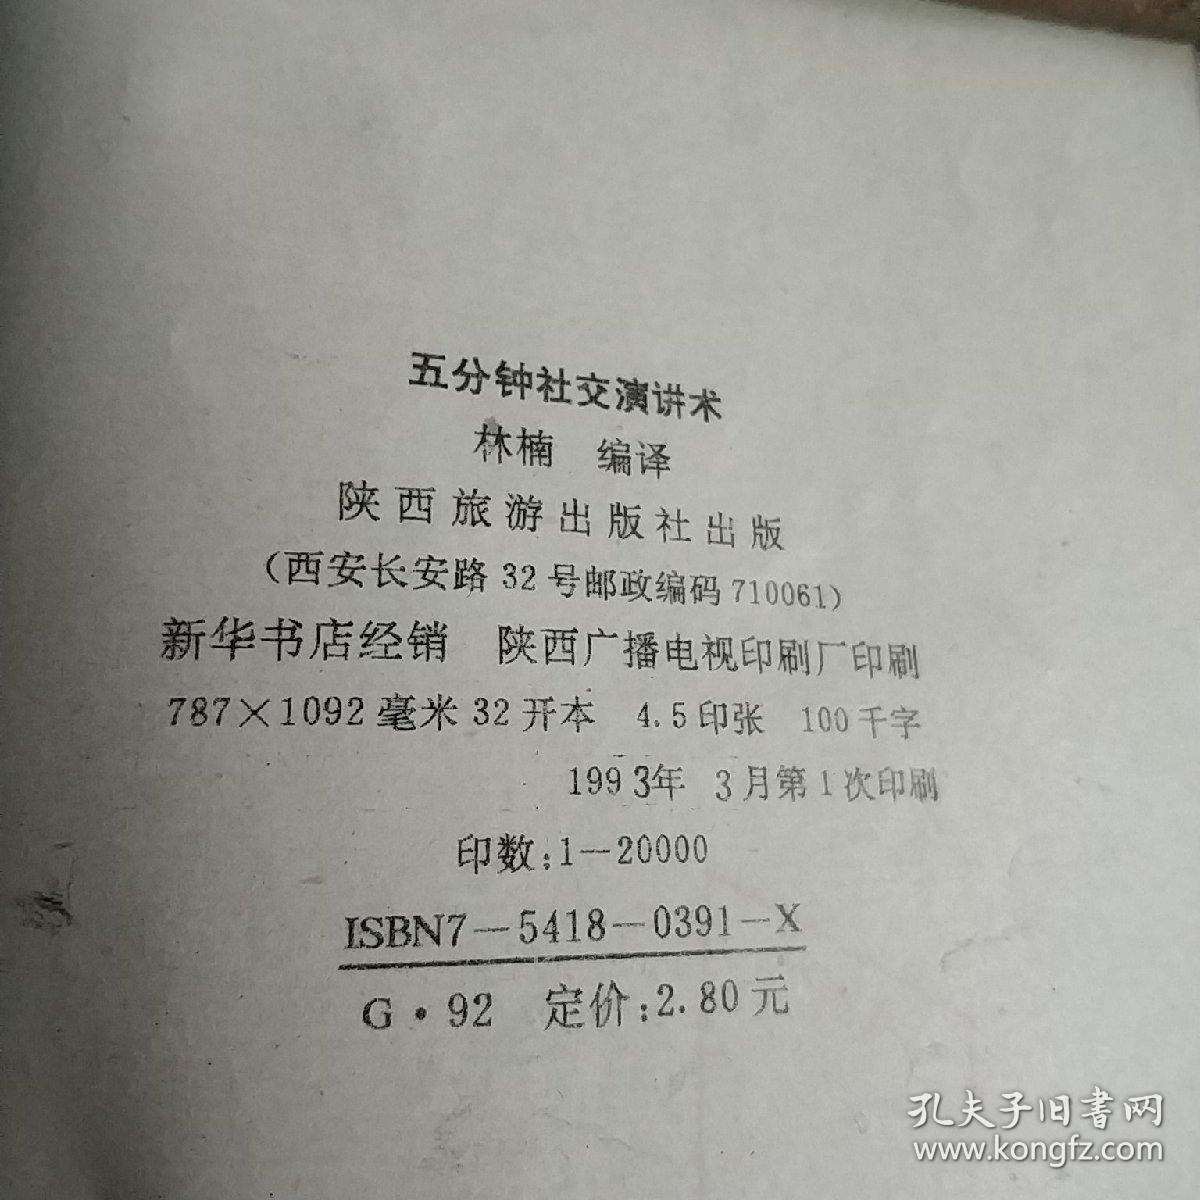 五分钟社交演讲术
林楠 编译
陕西旅游出版社出版
(西安长安路32号邮政编码710061)
新华书店经销 陕西广播电视印刷厂印刷
787×1092毫米32开本 4.5印张 100千字
1993年 3月第1次印刷
印数:1—20000
ISBN7—5418—0391—X
G·92 定价:2.80元
孔夫子旧书网
www.kongfz.com